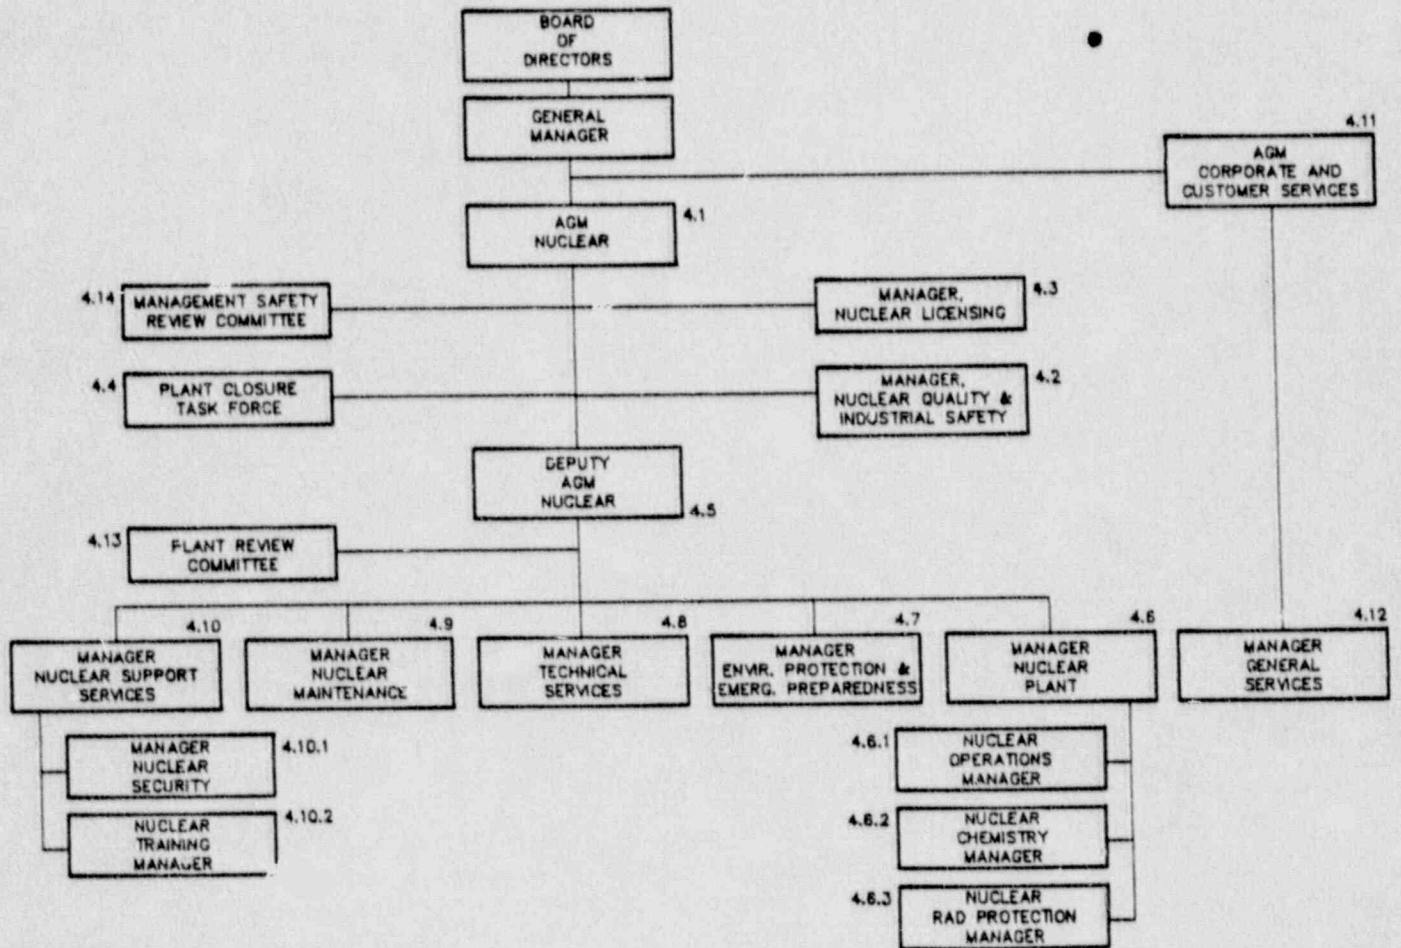 BOARD
OF
DIRECTORS
GENERAL
MANAGER
4.11
AGM
CORPORATE AND
CUSTOMER SERVICES
AGM
NUCLEAR
4.1
4.14
MANAGEMENT SAFETY
REVIEW COMMITTEE
MANAGER,
NUCLEAR LICENSING
4.3
4.4
PLANT CLOSURE
TASK FORCE
MANAGER,
NUCLEAR QUALITY &
INDUSTRIAL SAFETY
4.2
DEPUTY
AGM
NUCLEAR
4.5
4.13
PLANT REVIEW
COMMITTEE
4.10
MANAGER
NUCLEAR SUPPORT
SERVICES
4.9
MANAGER
NUCLEAR
MAINTENANCE
4.8
MANAGER
TECHNICAL
SERVICES
4.7
MANAGER
ENVIR. PROTECTION &
EMERG. PREPAREDNESS
4.6
MANAGER
NUCLEAR
PLANT
4.12
MANAGER
GENERAL
SERVICES
MANAGER
NUCLEAR
SECURITY
4.10.1
NUCLEAR
TRAINING
MANAGER
4.10.2
4.6.1
NUCLEAR
OPERATIONS
MANAGER
4.6.2
NUCLEAR
CHEMISTRY
MANAGER
4.6.3
NUCLEAR
RAD PROTECTION
MANAGER